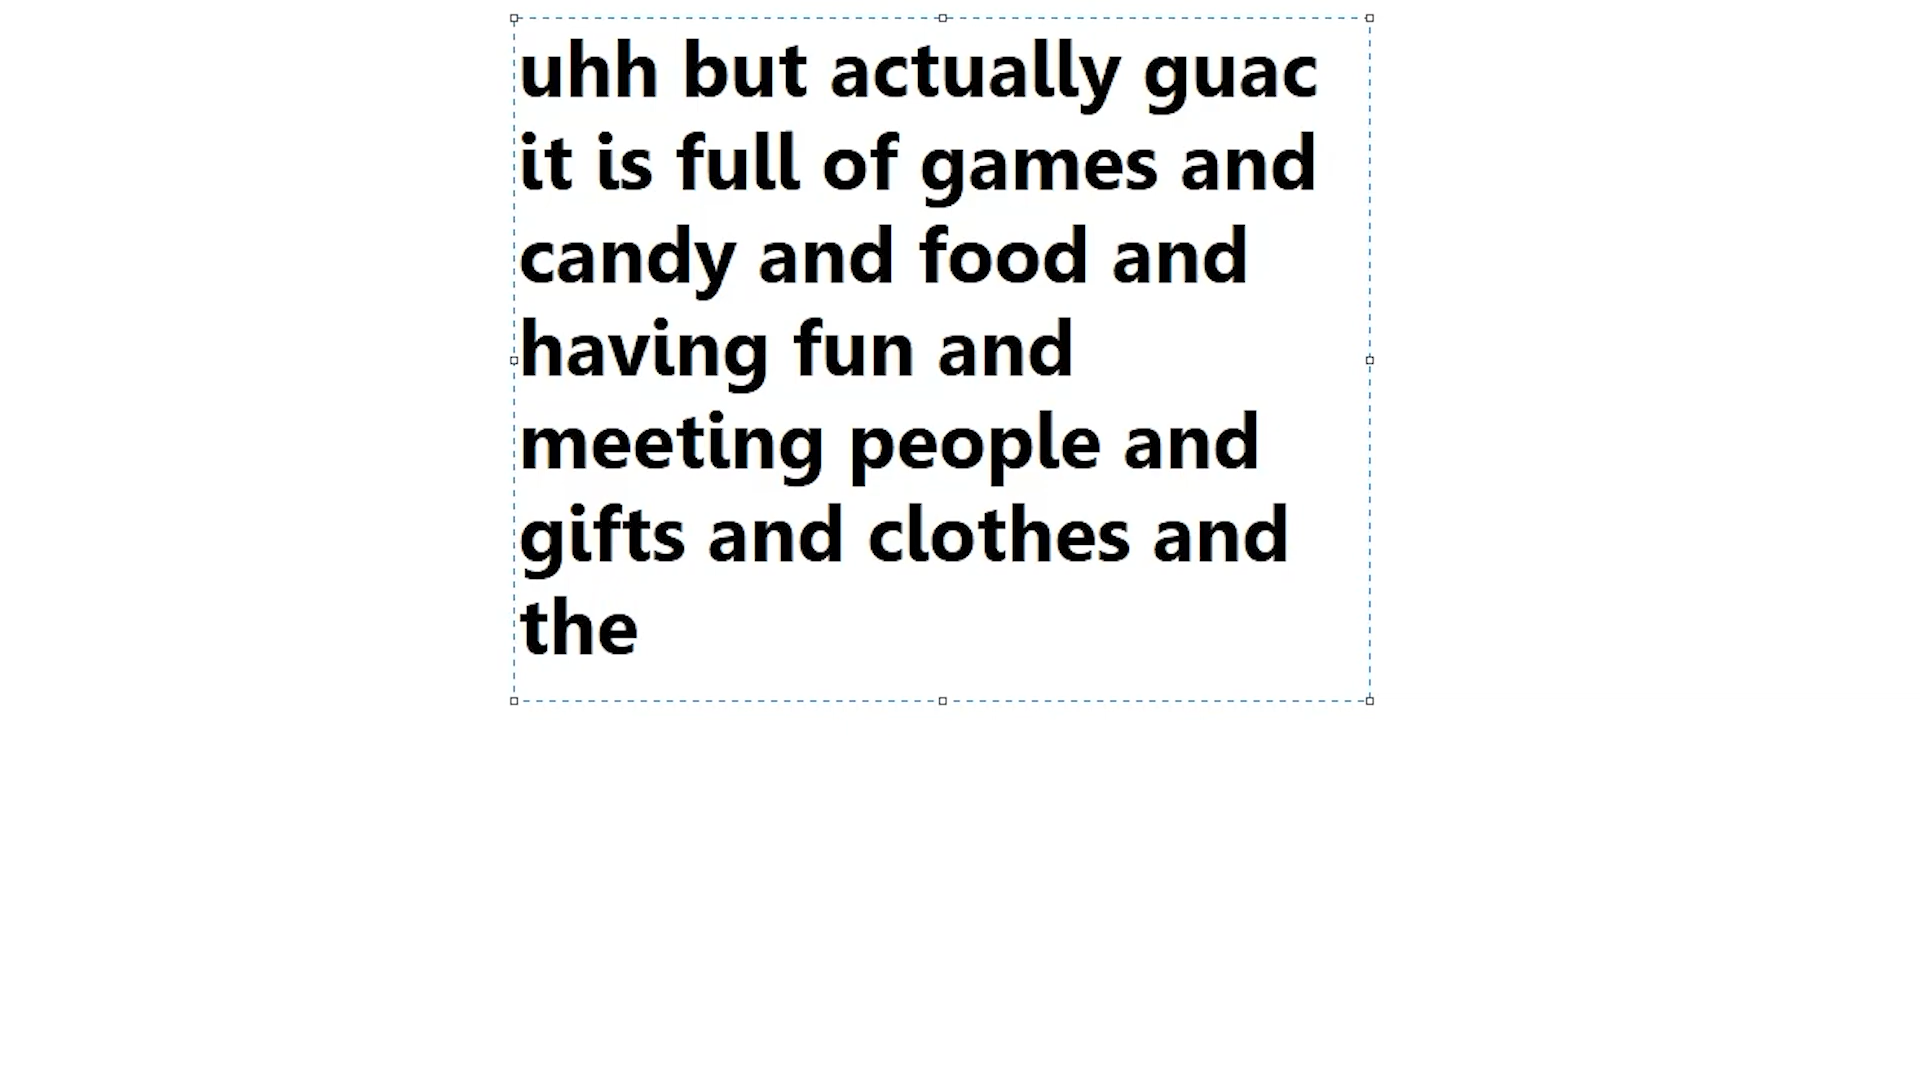 uhh but actually guac
it is full of games and
candy and food and
having fun and
meeting people and
gifts and clothes and
the